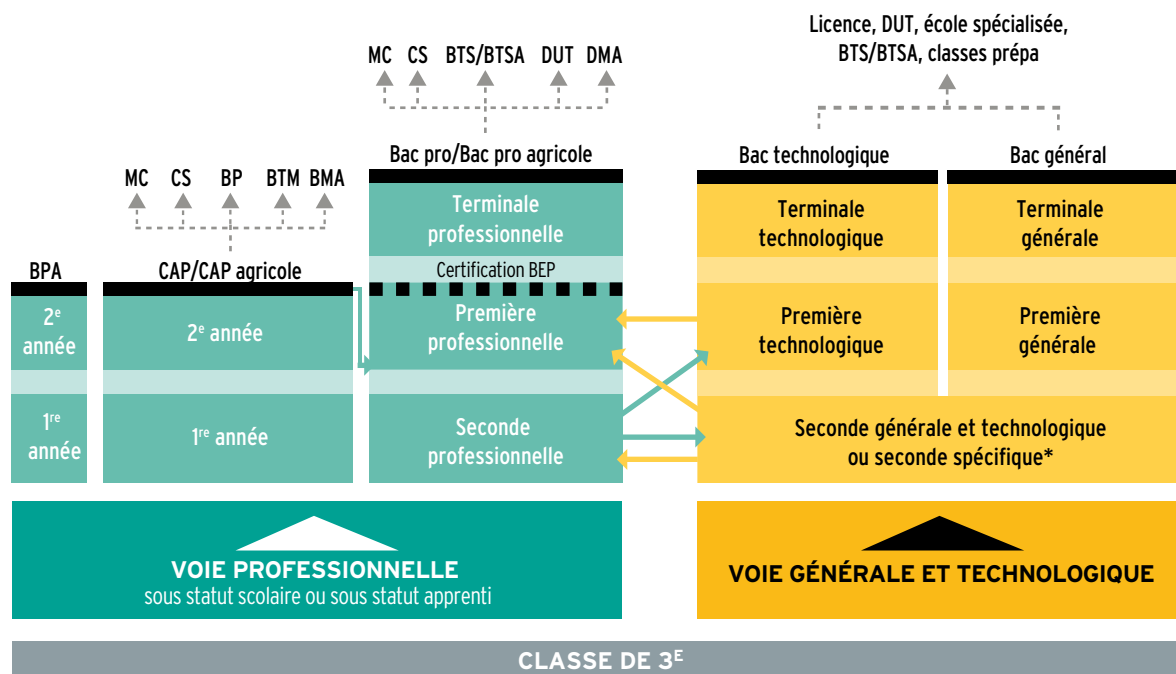 Licence, DUT, école spécialisée,
BTS/BTSA, classes prépa
MC CS BTS/BTSA DUT DMA
Bac pro/Bac pro agricole
Bac technologique
Bac général
MC CS BP BTM BMA
Terminale
professionnelle
Terminale
technologique
Terminale
générale
BPA
CAP/CAP agricole
Certification BEP
2e
année
2e année
Première
professionnelle
Première
technologique
Première
générale
1re
année
1re année
Seconde
professionnelle
Seconde générale et technologique
ou seconde spécifique*
VOIE PROFESSIONNELLE
sous statut scolaire ou sous statut apprenti
VOIE GÉNÉRALE ET TECHNOLOGIQUE
CLASSE DE 3E